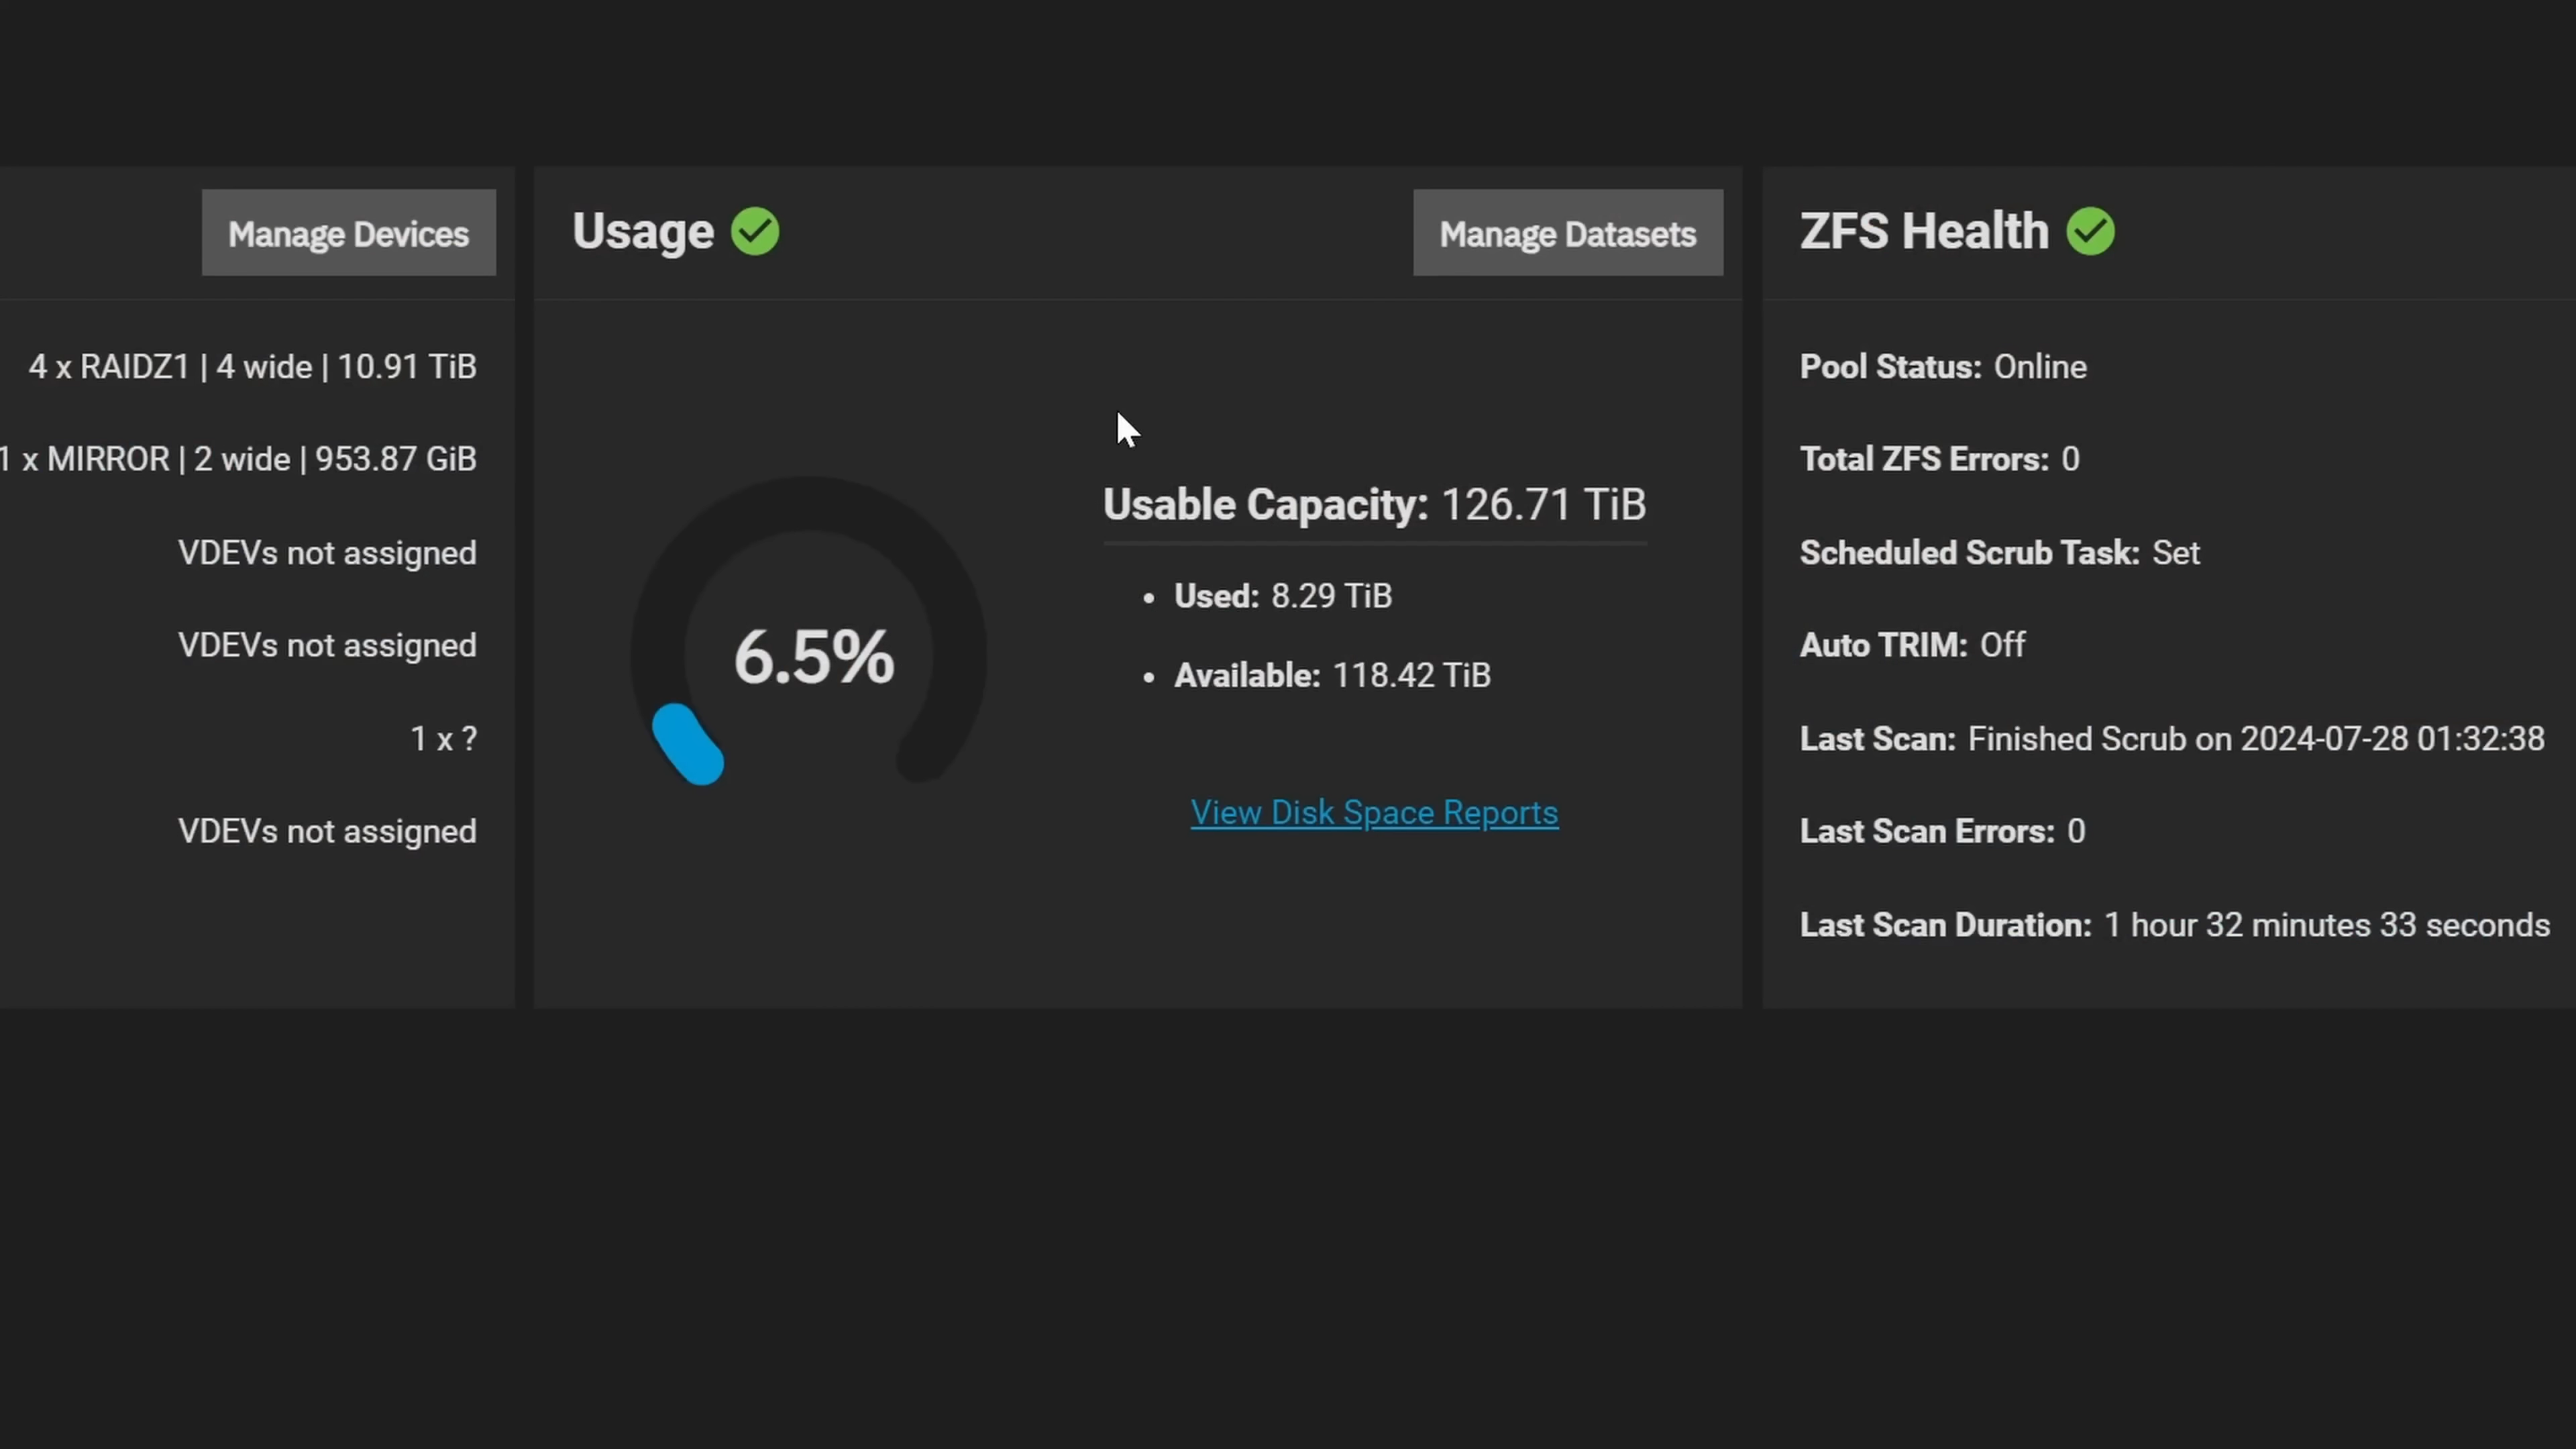 Manage Devices
4 x RAIDZ1 | 4 wide | 10.91 TiB
1 x MIRROR | 2 wide | 953.87 GiB
VDEVs not assigned
VDEVs not assigned
1 x ?
VDEVs not assigned
Usage
Manage Datasets
6.5%
Usable Capacity: 126.71 TiB
• Used: 8.29 TiB
• Available: 118.42 TiB
View Disk Space Reports
ZFS Health
Pool Status: Online
Total ZFS Errors: 0
Scheduled Scrub Task: Set
Auto TRIM: Off
Last Scan: Finished Scrub on 2024-07-28 01:32:38
Last Scan Errors: 0
Last Scan Duration: 1 hour 32 minutes 33 seconds